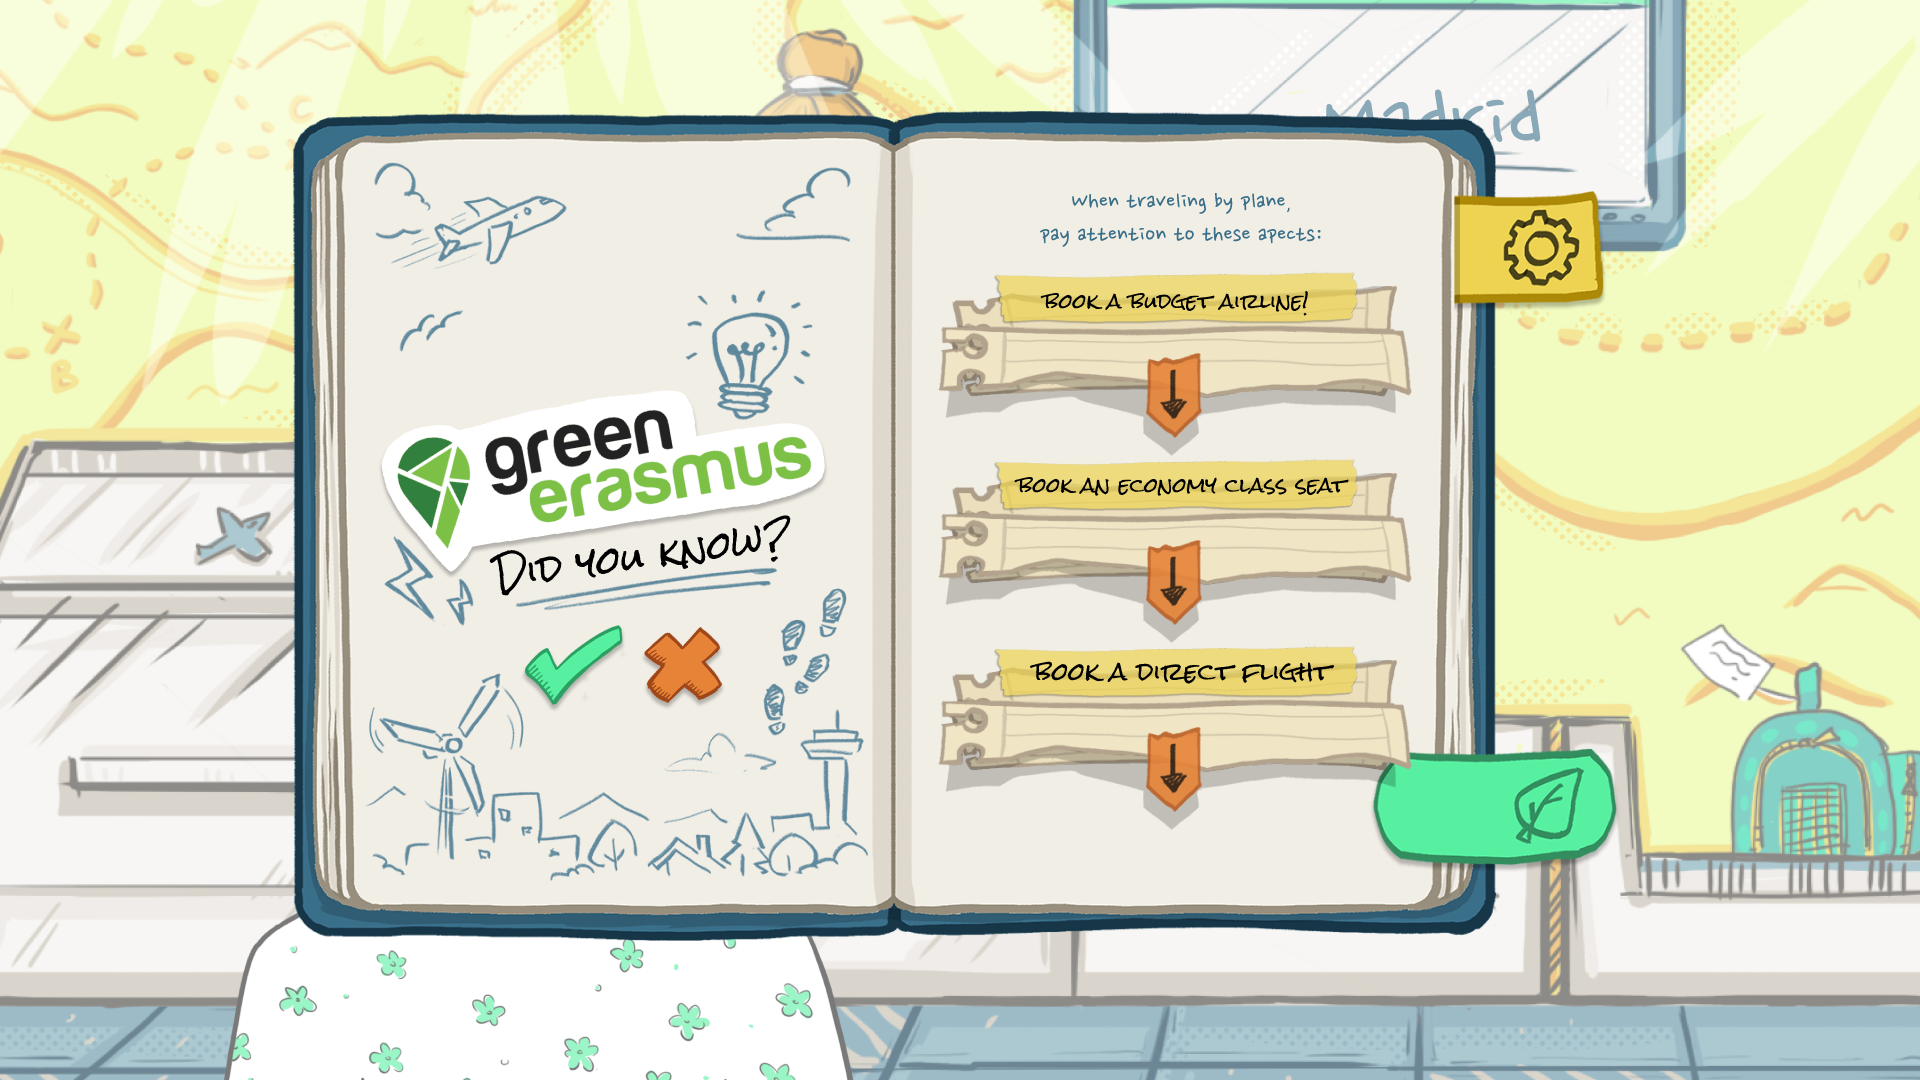 Madrid
B
green
erasmus
DID YOU KNOW?
When traveling by plane,
pay attention to these apects:
BOOK A BUDGET AIRLINE!
BOOK AN ECONOMY CLASS SEAT
BOOK A DIRECT FLIGHT